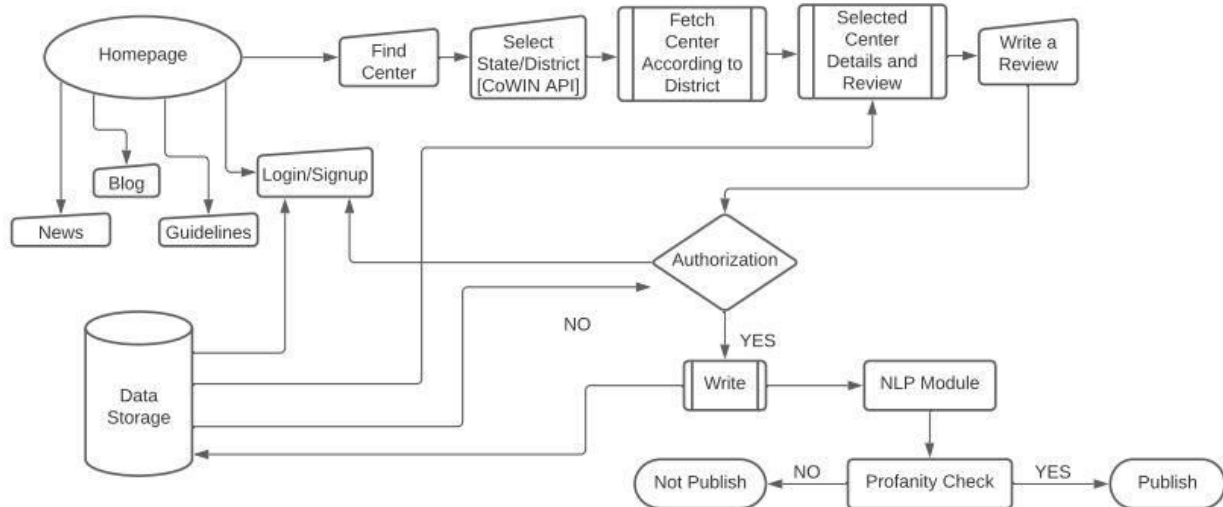 Homepage
Find
Center
Select
State/District
[CoWIN API]
Fetch
Center
According to
District
Selected
Center
Details and
Review
Write a
Review
Blog
Login/Signup
News
Guidelines
Authorization
NO
YES
Data
Storage
Write
NLP Module
Not Publish
NO
Profanity Check
YES
Publish